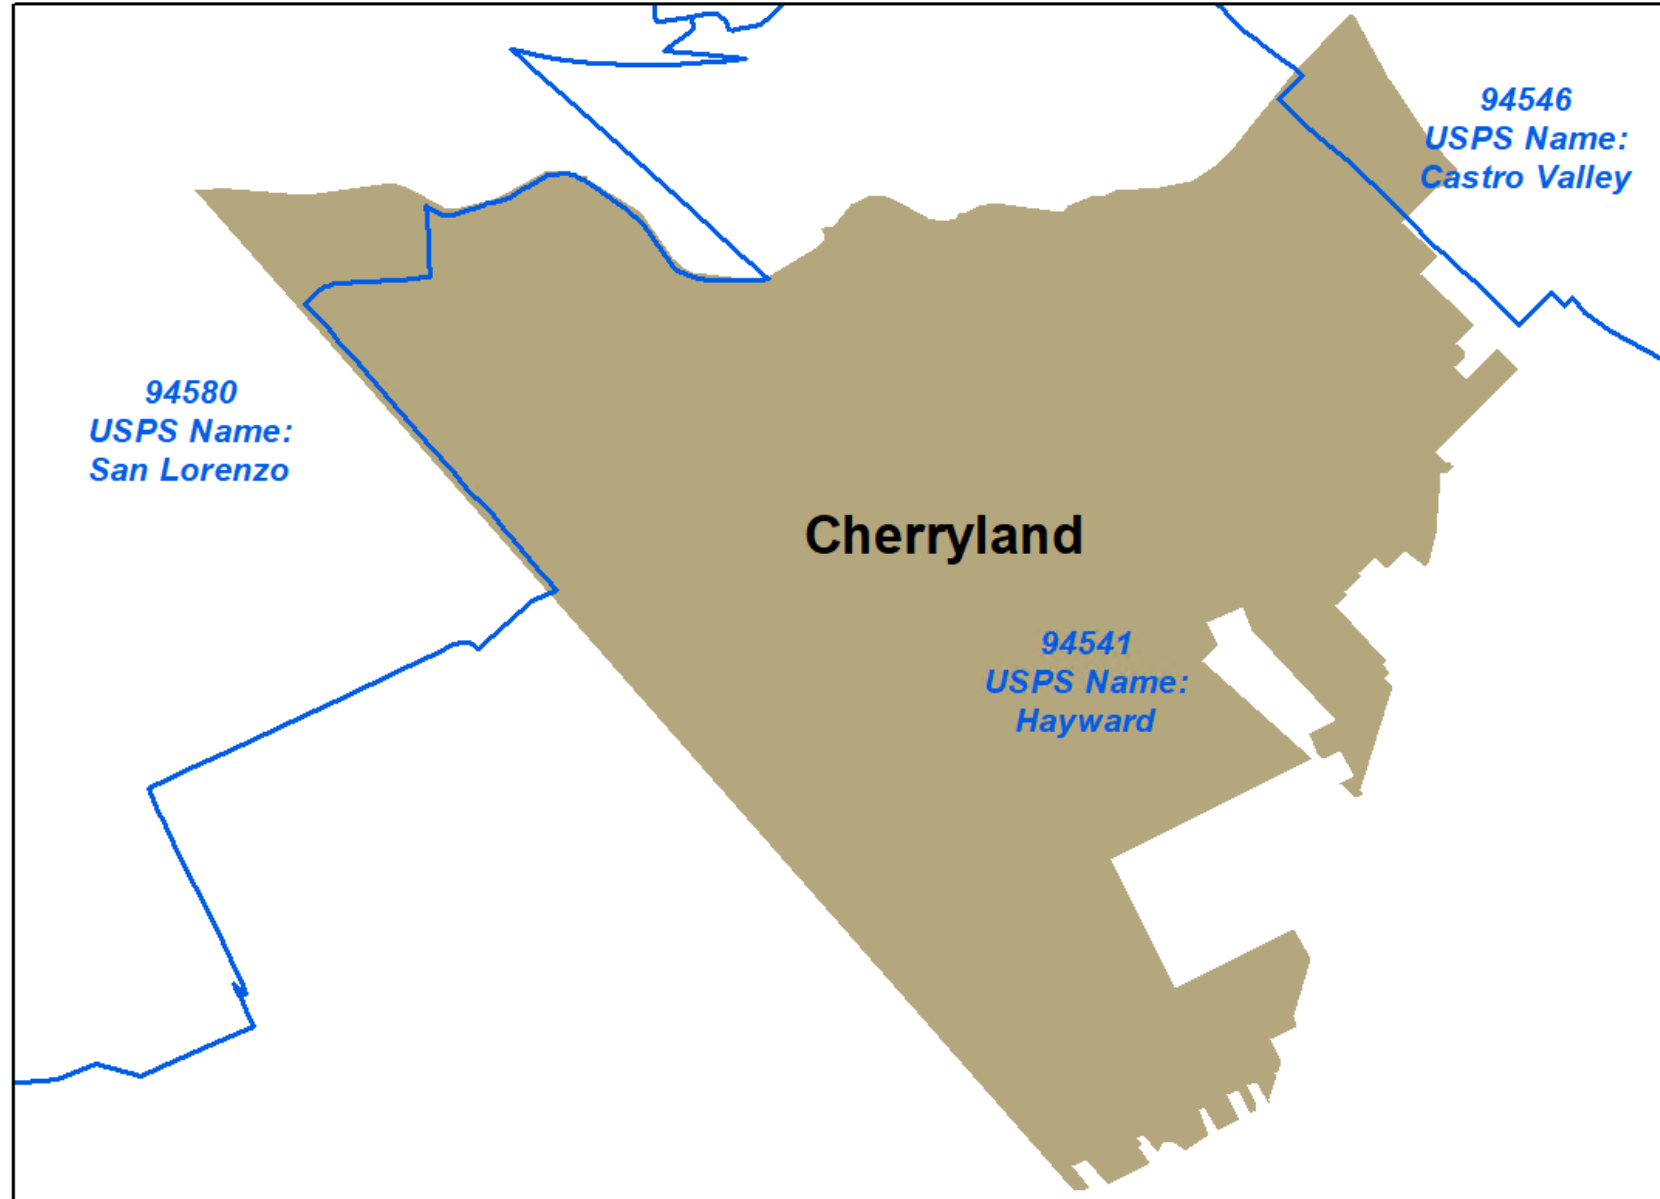 94546
USPS Name:
Castro Valley
94580
USPS Name:
San Lorenzo
Cherryland
94541
USPS Name:
Hayward